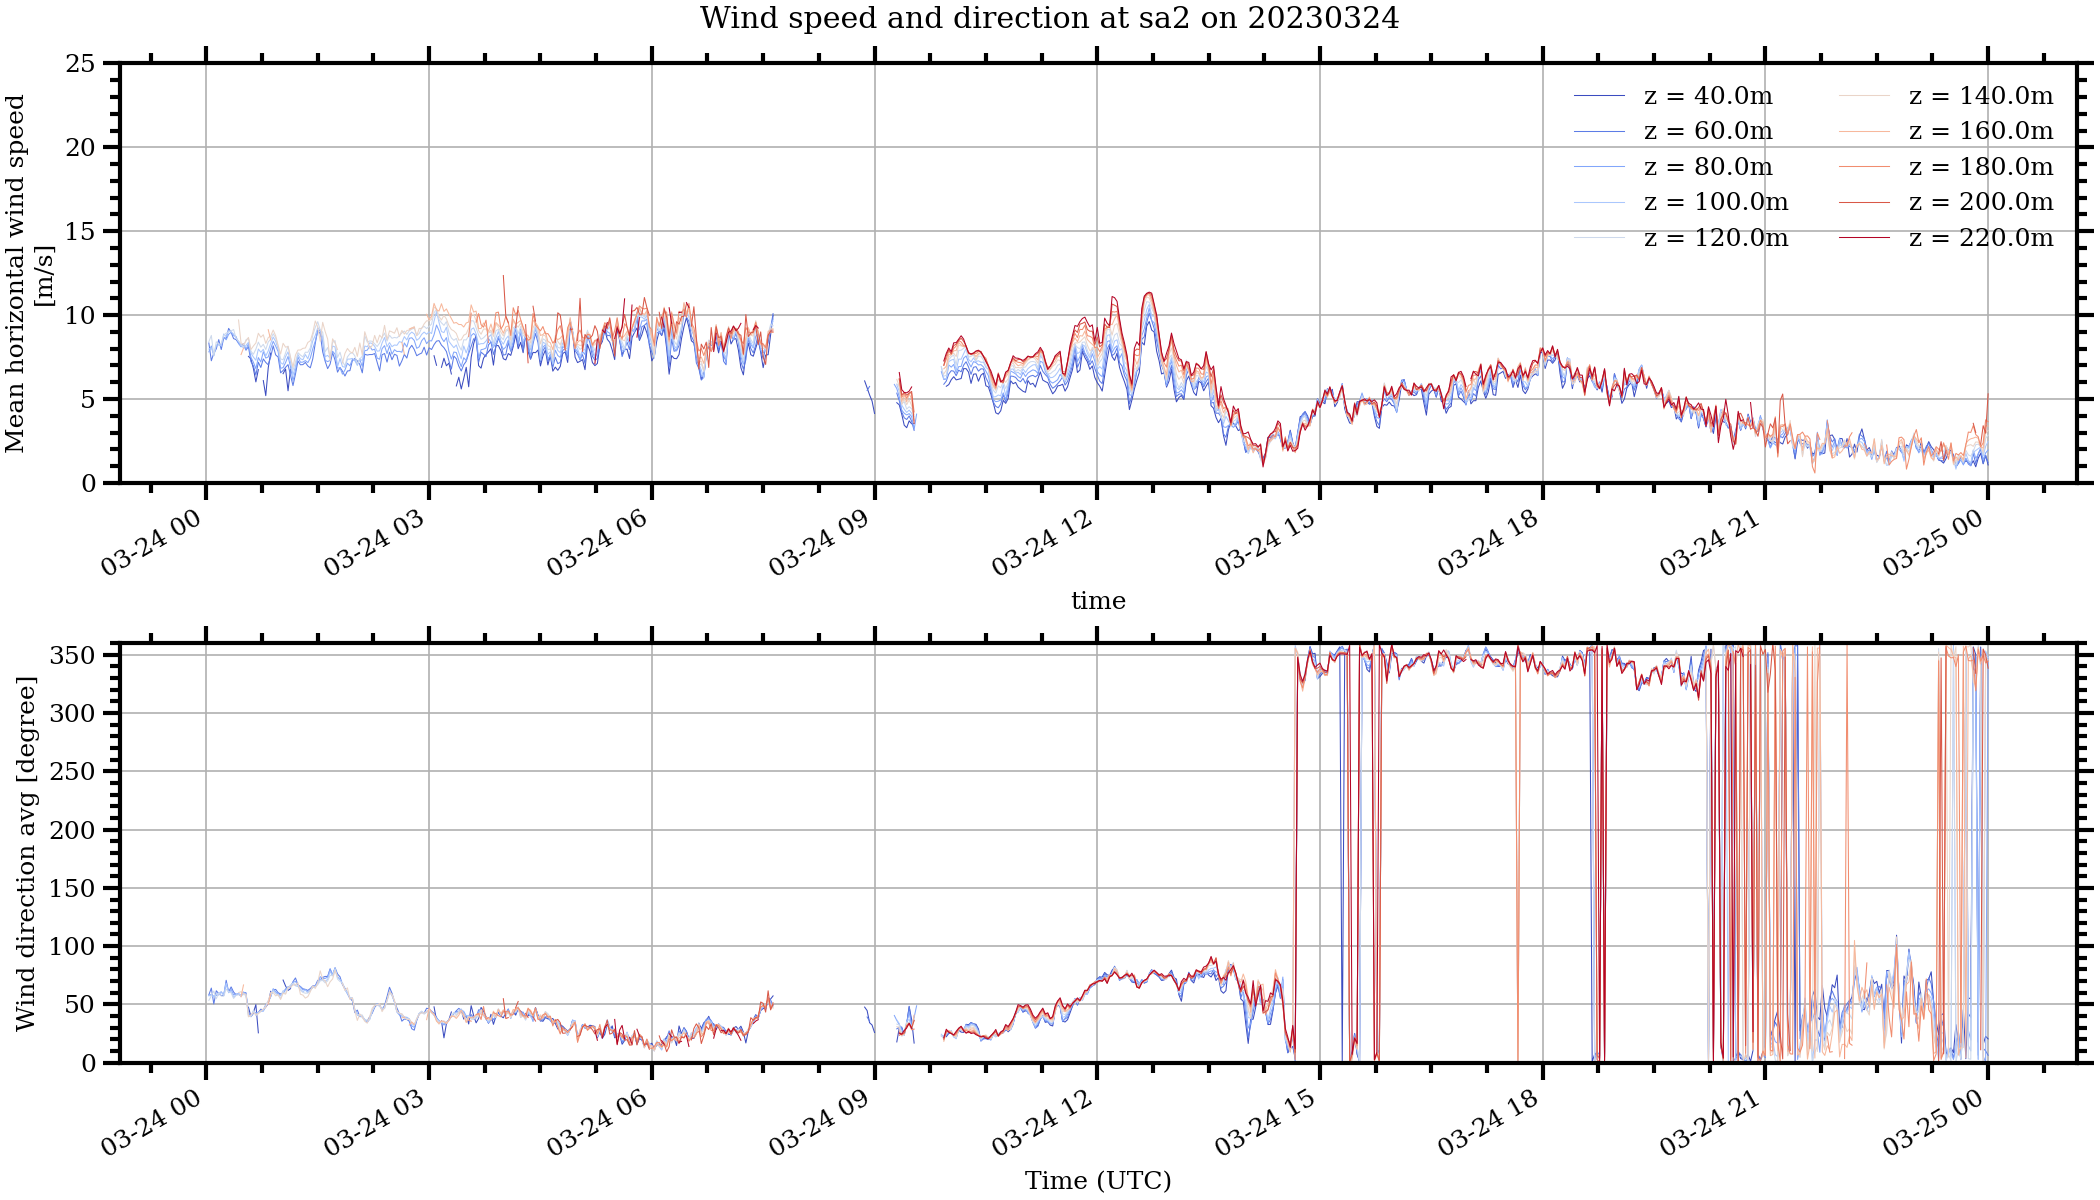 Wind speed and direction at sa2 on 20230324
Mean horizontal wind speed
[m/s]
25
20
15
10
5
0
z = 40.0m
z = 60.0m
z = 80.0m
z = 100.0m
z = 120.0m
z = 140.0m
z = 160.0m
z = 180.0m
z = 200.0m
z = 220.0m
03-24 00
03-24 03
03-24 06
03-24 09
03-24 12
03-24 15
03-24 18
03-24 21
03-25 00
time
Wind direction avg [degree]
350
300
250
200
150
100
50
0
03-24 00
03-24 03
03-24 06
03-24 09
03-24 12
03-24 15
03-24 18
03-24 21
03-25 00
Time (UTC)